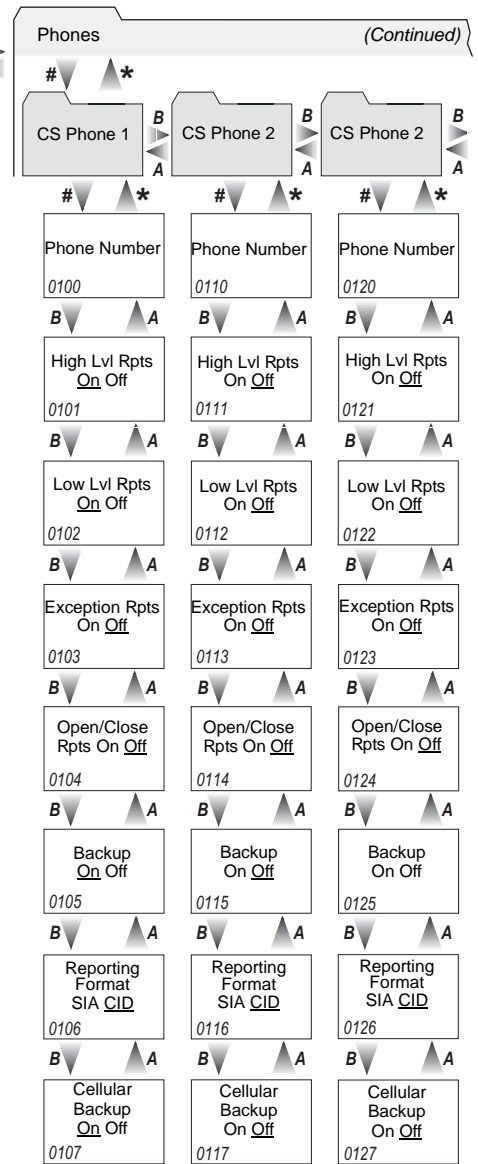 Phones (Continued)
# *
CS Phone 1 B A CS Phone 2 B A CS Phone 2 B A
# * # * # *
Phone Number Phone Number Phone Number
0100 0110 0120
B A B A B A
High Lvl Rpts High Lvl Rpts High Lvl Rpts
On Off On Off On Off
0101 0111 0121
B A B A B A
Low Lvl Rpts Low Lvl Rpts Low Lvl Rpts
On Off On Off On Off
0102 0112 0122
B A B A B A
Exception Rpts Exception Rpts Exception Rpts
On Off On Off On Off
0103 0113 0123
B A B A B A
Open/Close Open/Close Open/Close
Rpts On Off Rpts On Off Rpts On Off
0104 0114 0124
B A B A B A
Backup Backup Backup
On Off On Off On Off
0105 0115 0125
B A B A B A
Reporting Reporting Reporting
Format Format Format
SIA CID SIA CID SIA CID
0106 0116 0126
B A B A B A
Cellular Cellular Cellular
Backup Backup Backup
On Off On Off On Off
0107 0117 0127